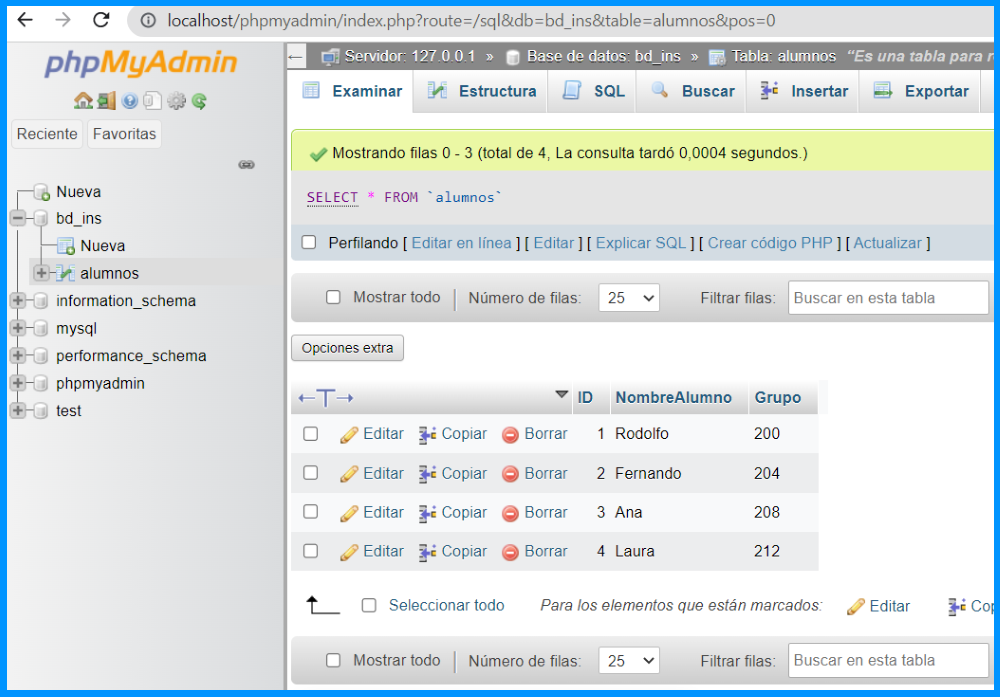 localhost/phpmyadmin/index.php?route=/sql&db=bd_ins&table=alumnos&pos=0
phpMyAdmin
Reciente Favoritas
Nueva
bd_ins
Nueva
alumnos
information_schema
mysql
performance_schema
phpmyadmin
test
Servidor: 127.0.0.1 » Base de datos: bd_ins » Tabla: alumnos "Es una tabla para
Examinar Estructura SQL Buscar Insertar Exportar
Mostrando filas 0 - 3 (total de 4, La consulta tardó 0,0004 segundos.)
SELECT * FROM `alumnos`
Perfilando [ Editar en línea ] [ Editar ] [ Explicar SQL ] [ Crear código PHP ] [ Actualizar ]
Mostrar todo Número de filas: 25 Filtrar filas: Buscar en esta tabla
Opciones extra
←T→ ID NombreAlumno Grupo
Editar Copiar Borrar 1 Rodolfo 200
Editar Copiar Borrar 2 Fernando 204
Editar Copiar Borrar 3 Ana 208
Editar Copiar Borrar 4 Laura 212
Seleccionar todo Para los elementos que están marcados: Editar Cop
Mostrar todo Número de filas: 25 Filtrar filas: Buscar en esta tabla